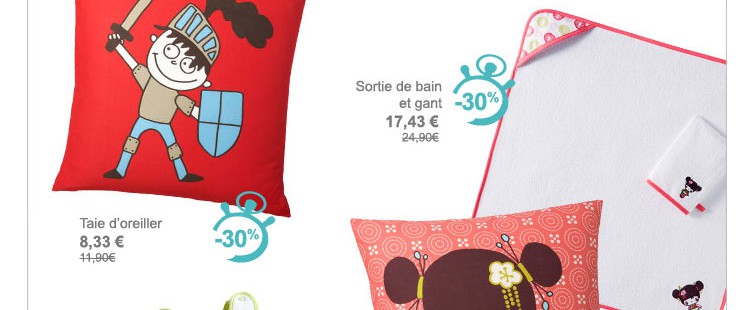 Sortie de bain
et gant
-30%
17,43 €
24,90€
Taie d'oreiller
8,33 €
11,90€
-30%